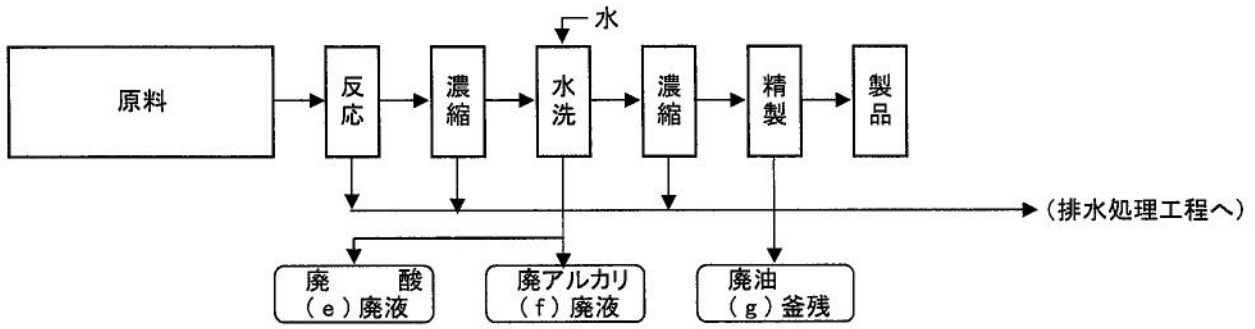 水
原料
反応
濃縮
水洗
濃縮
精製
製品
(排水処理工程へ)
廃　　酸
(e)廃液
廃アルカリ
(f)廃液
廃油
(g)釜残